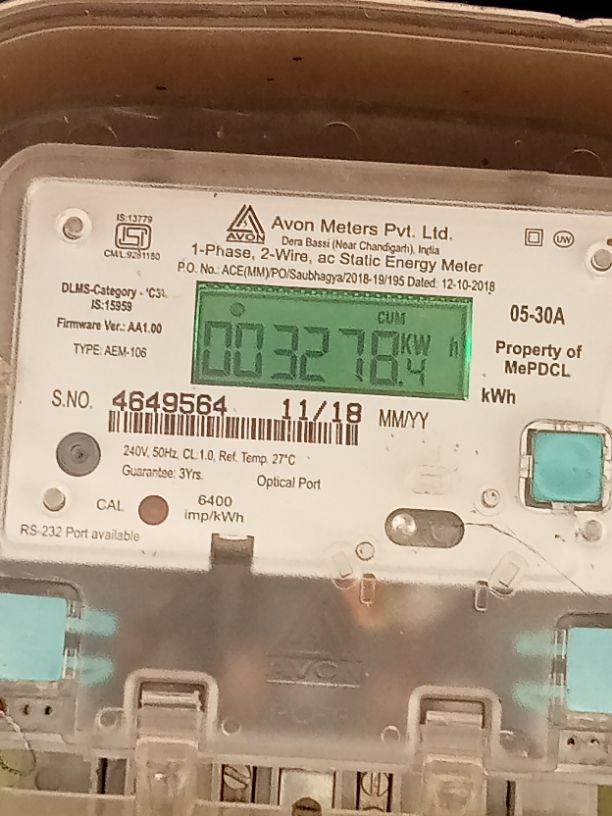 IS:13779
ISI
CM/L:9281180
AVON
Avon Meters Pvt. Ltd.
Dera Bassi (Near Chandigarh), India
UW
1-Phase, 2-Wire, ac Static Energy Meter
P.O. No.: ACE(MM)/PO/Saubhagya/2018-19/195 Dated: 12-10-2018
DLMS-Category - 'C3'
IS:15959
Firmware Ver.: AA1.00
TYPE: AEM-106
CUM
003278.4 KW h
05-30A
Property of
MePDCL
kWh
S.NO. 4649564 11/18 MM/YY
240V, 50Hz, CL:1.0, Ref. Temp. 27°C
Guarantee: 3Yrs.
Optical Port
CAL
6400
imp/kWh
RS-232 Port available
AVON